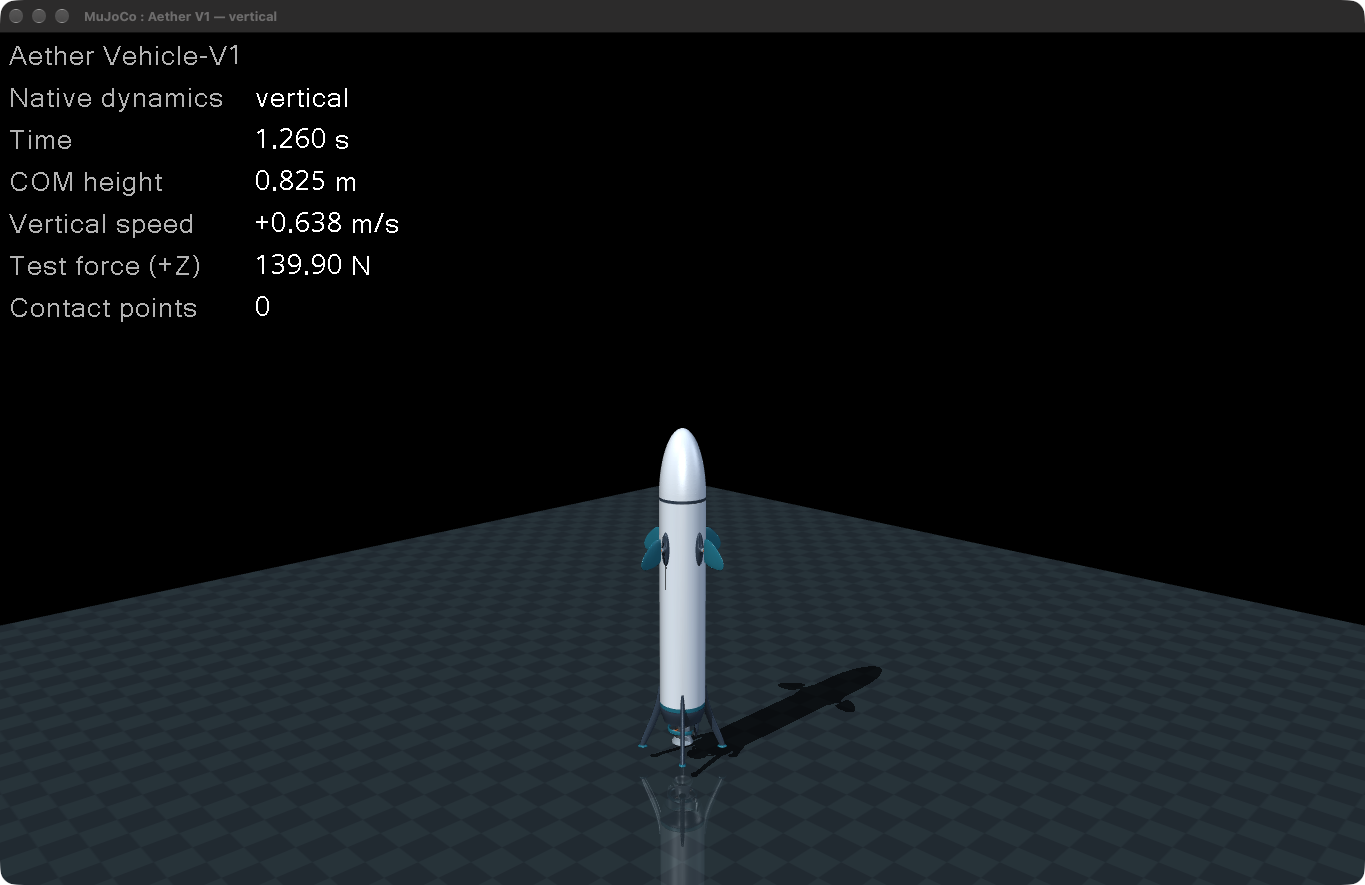 MuJoCo : Aether V1 — vertical
Aether Vehicle-V1
Native dynamics vertical
Time 1.260 s
COM height 0.825 m
Vertical speed +0.638 m/s
Test force (+Z) 139.90 N
Contact points 0